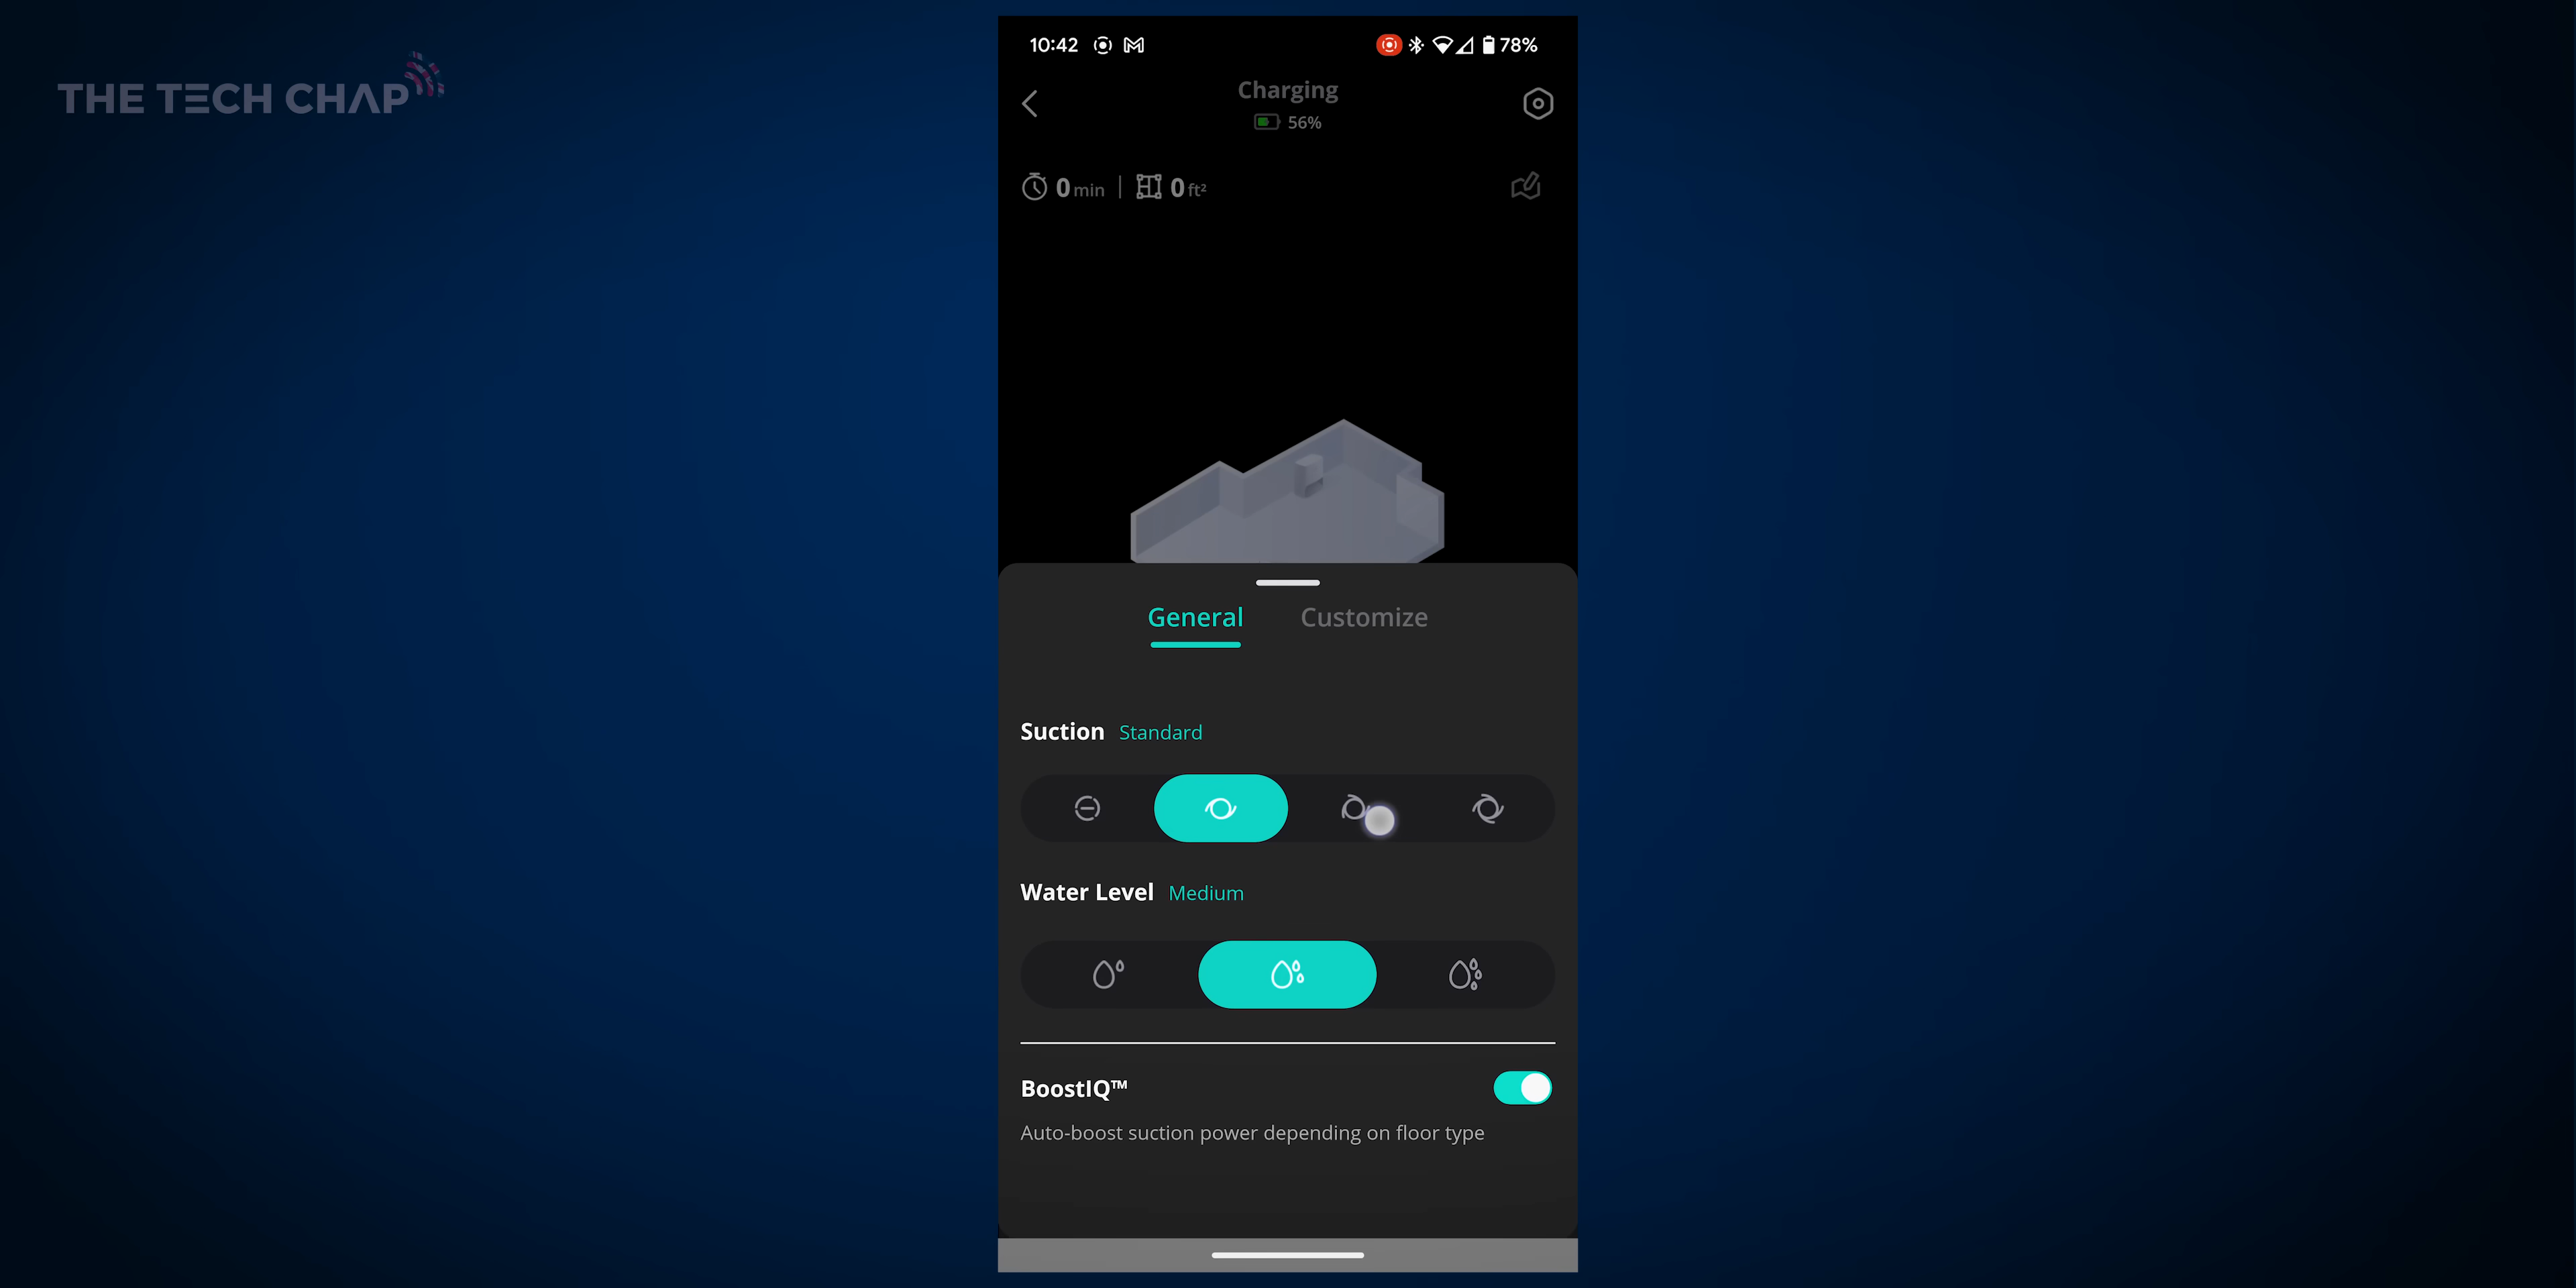 THE TECH CHAP
10:42
78%
Charging
56%
0 min | 0 ft²
General Customize
Suction Standard
Water Level Medium
BoostIQ™
Auto-boost suction power depending on floor type